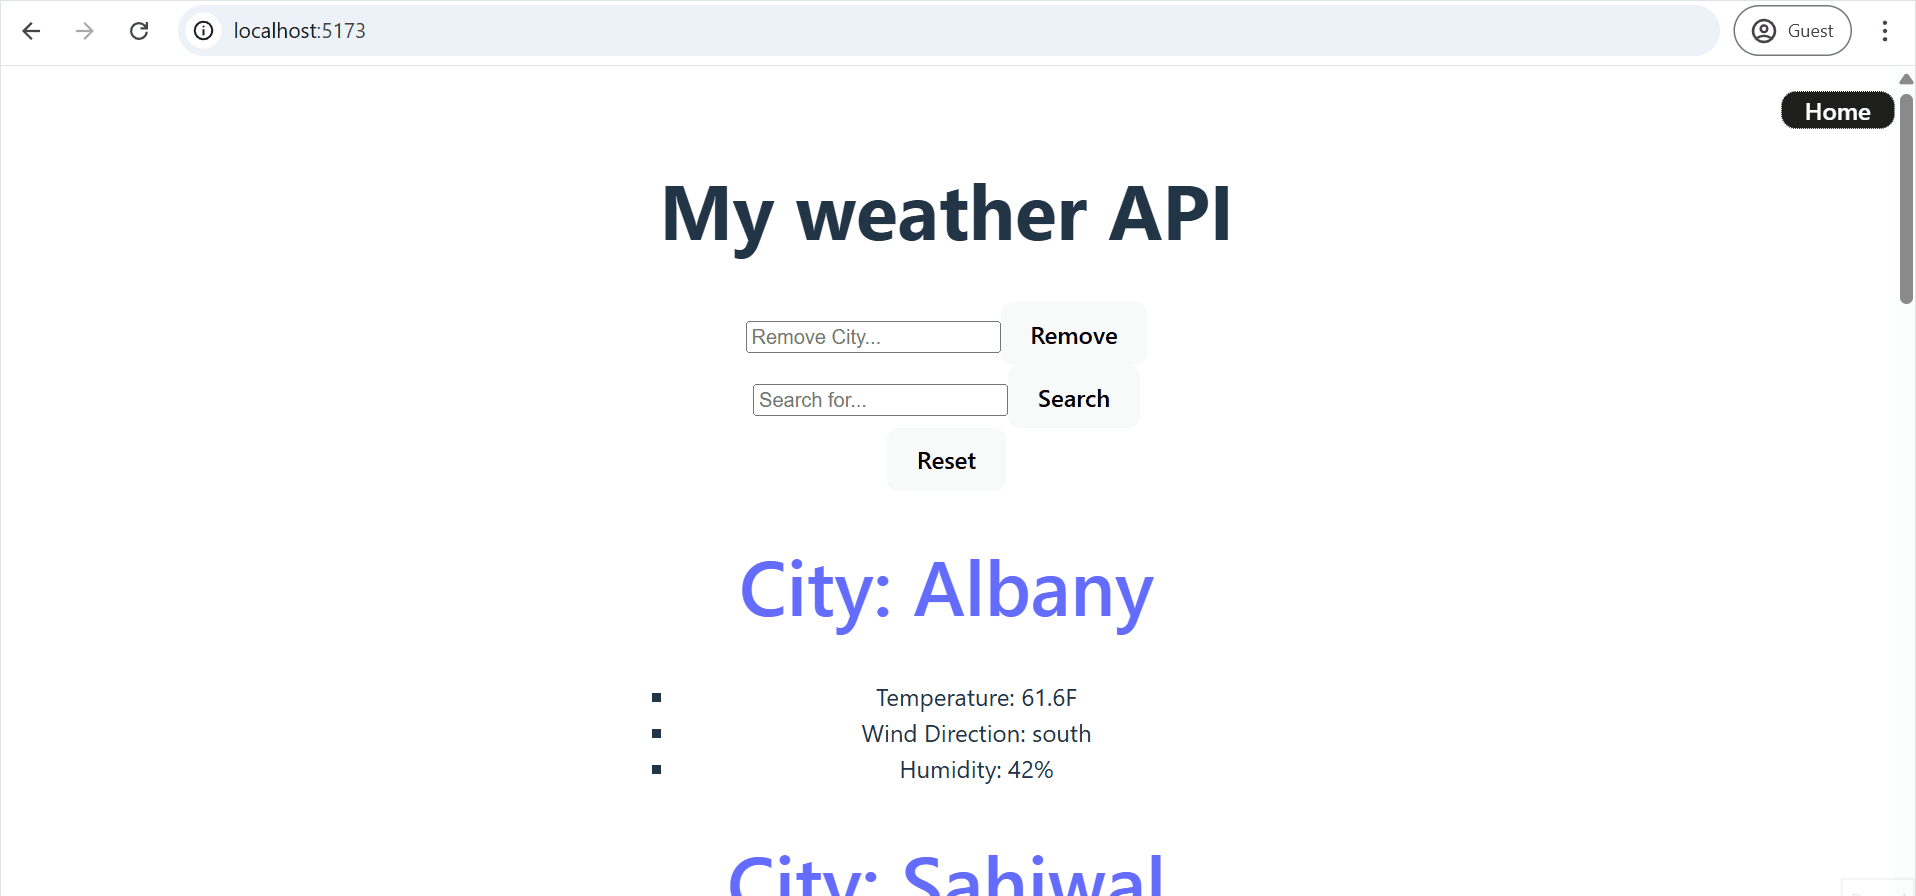 localhost:5173
Guest
Home
My weather API
Remove City... Remove
Search for... Search
Reset
City: Albany
Temperature: 61.6F
Wind Direction: south
Humidity: 42%
City: Sahiwal